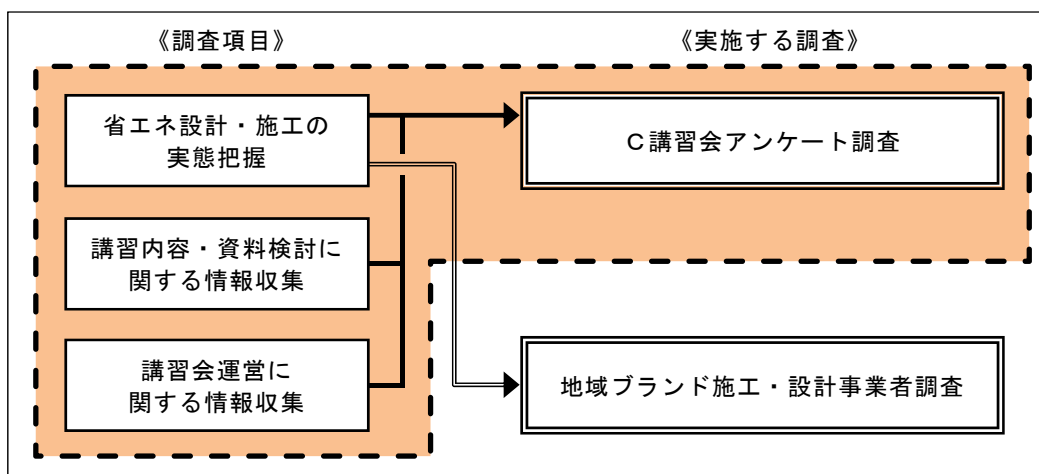 《調査項目》
《実施する調査》
省エネ設計・施工の
実態把握
C講習会アンケート調査
講習内容・資料検討に
関する情報収集
講習会運営に
関する情報収集
地域ブランド施工・設計事業者調査